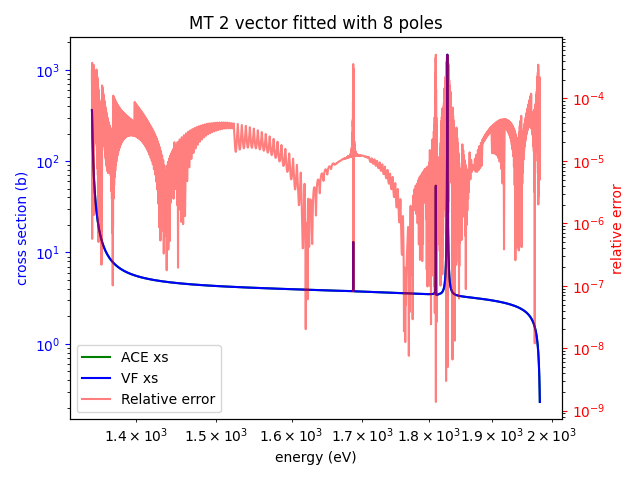 MT 2 vector fitted with 8 poles
10³
10²
10¹
10⁰
cross section (b)
10⁻⁴
10⁻⁵
10⁻⁶
10⁻⁷
10⁻⁸
10⁻⁹
relative error
ACE xs
VF xs
Relative error
1.4 × 10³ 1.5 × 10³ 1.6 × 10³ 1.7 × 10³ 1.8 × 10³ 1.9 × 10³ 2 × 10³
energy (eV)